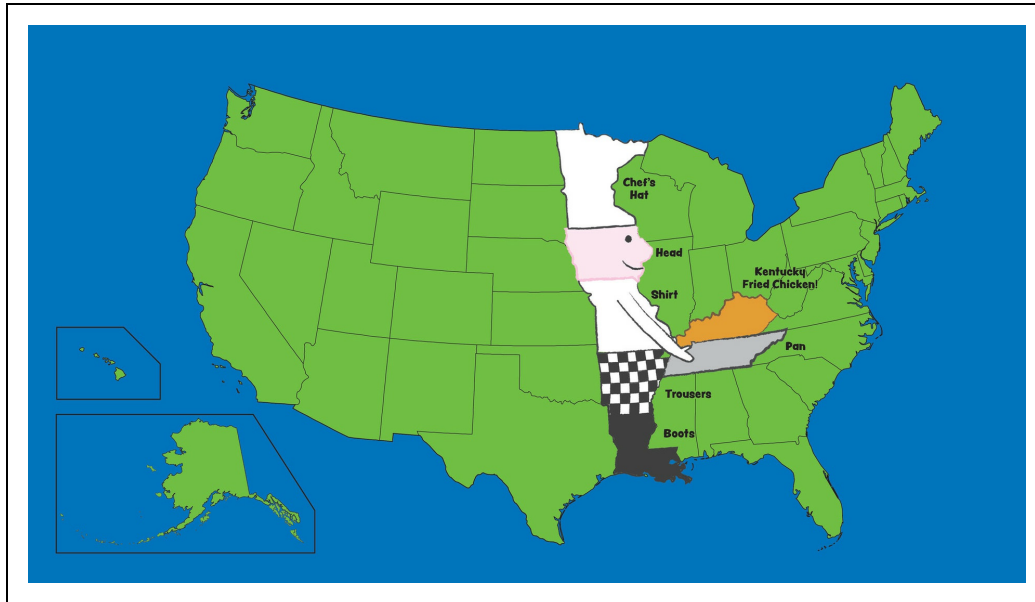 Chef's
Hat
Head
Kentucky
Fried Chicken!
Shirt
Pan
Trousers
Boots